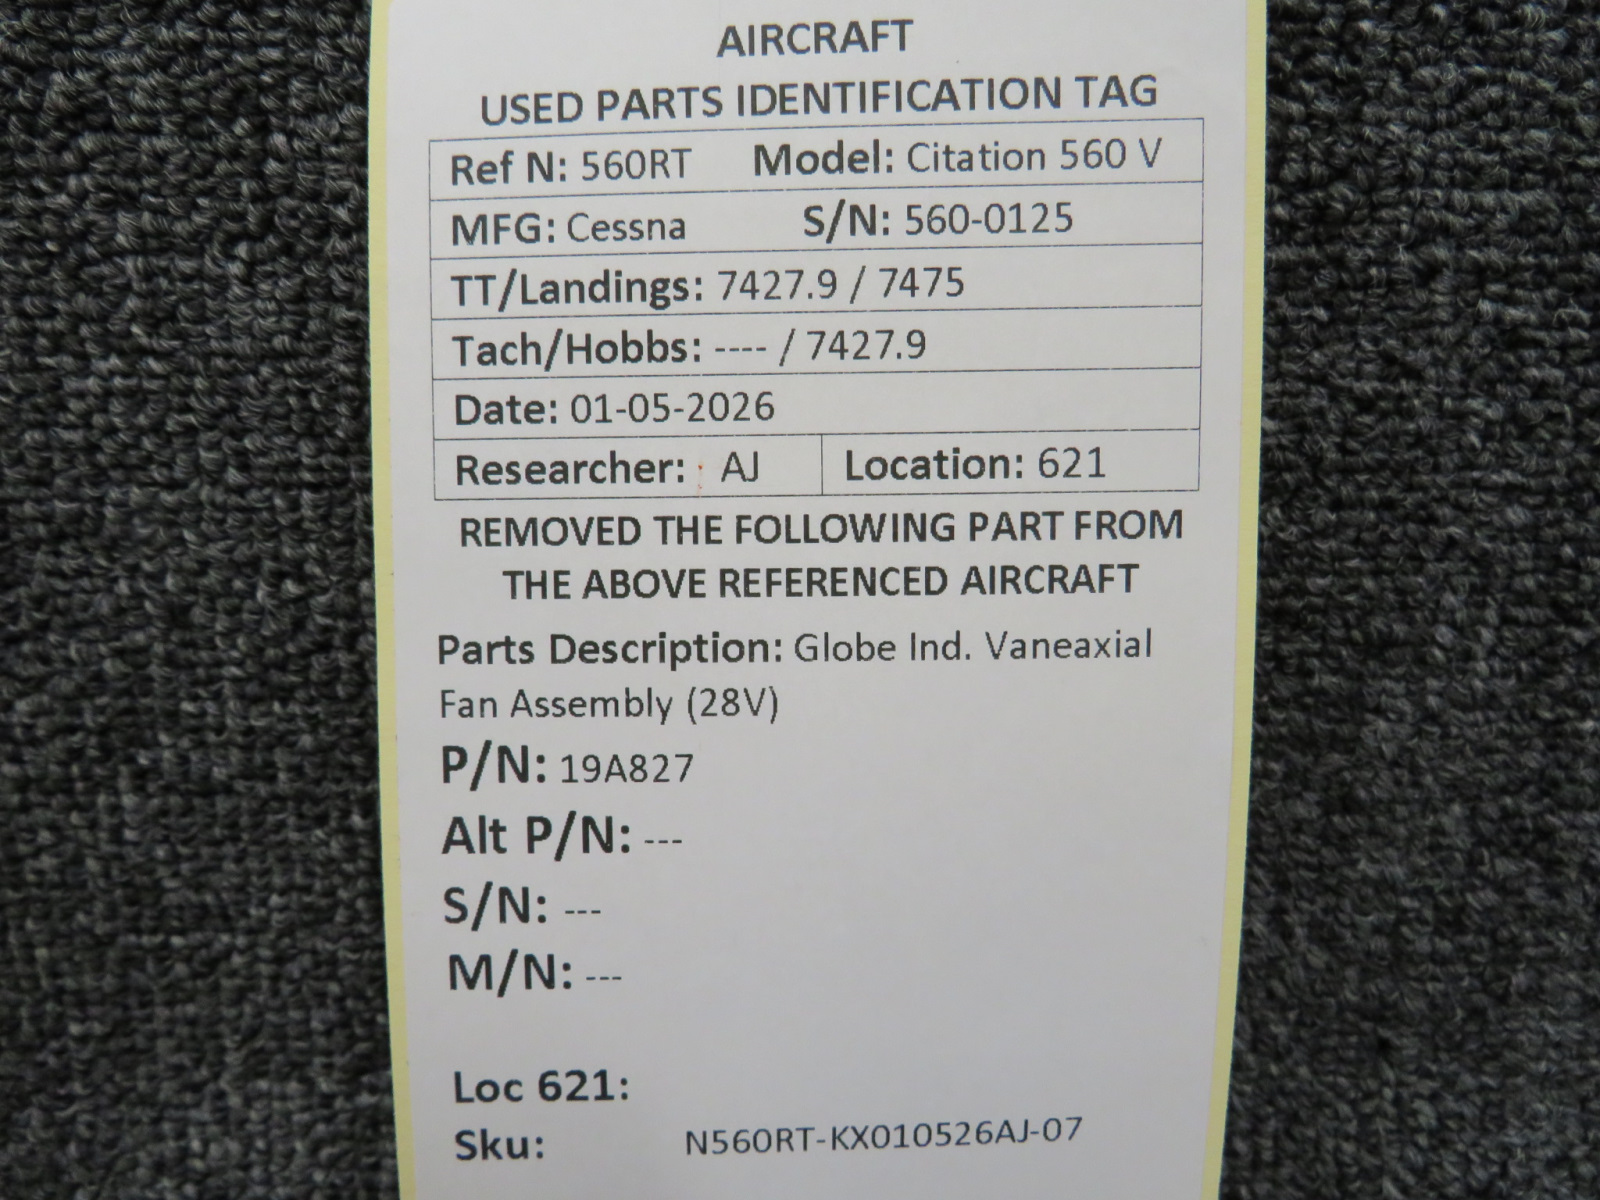 AIRCRAFT
USED PARTS IDENTIFICATION TAG
Ref N: 560RT Model: Citation 560 V
MFG: Cessna S/N: 560-0125
TT/Landings: 7427.9 / 7475
Tach/Hobbs: ---- / 7427.9
Date: 01-05-2026
Researcher: AJ Location: 621
REMOVED THE FOLLOWING PART FROM
THE ABOVE REFERENCED AIRCRAFT
Parts Description: Globe Ind. Vaneaxial
Fan Assembly (28V)
P/N: 19A827
Alt P/N: ---
S/N: ---
M/N: ---
Loc 621:
Sku: N560RT-KX010526AJ-07